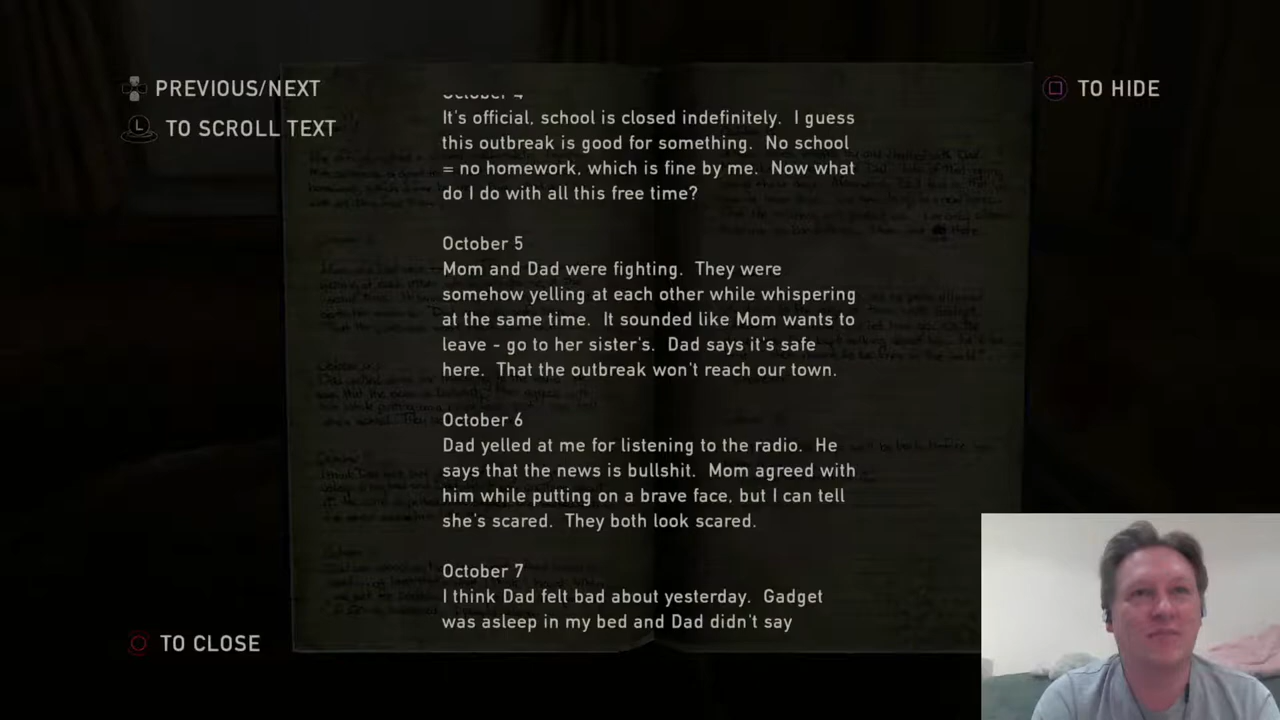 PREVIOUS/NEXT
L TO SCROLL TEXT
TO HIDE
October 4
It's official, school is closed indefinitely. I guess
this outbreak is good for something. No school
= no homework, which is fine by me. Now what
do I do with all this free time?
October 5
Mom and Dad were fighting. They were
somehow yelling at each other while whispering
at the same time. It sounded like Mom wants to
leave - go to her sister's. Dad says it's safe
here. That the outbreak won't reach our town.
October 6
Dad yelled at me for listening to the radio. He
says that the news is bullshit. Mom agreed with
him while putting on a brave face, but I can tell
she's scared. They both look scared.
October 7
I think Dad felt bad about yesterday. Gadget
was asleep in my bed and Dad didn't say
TO CLOSE